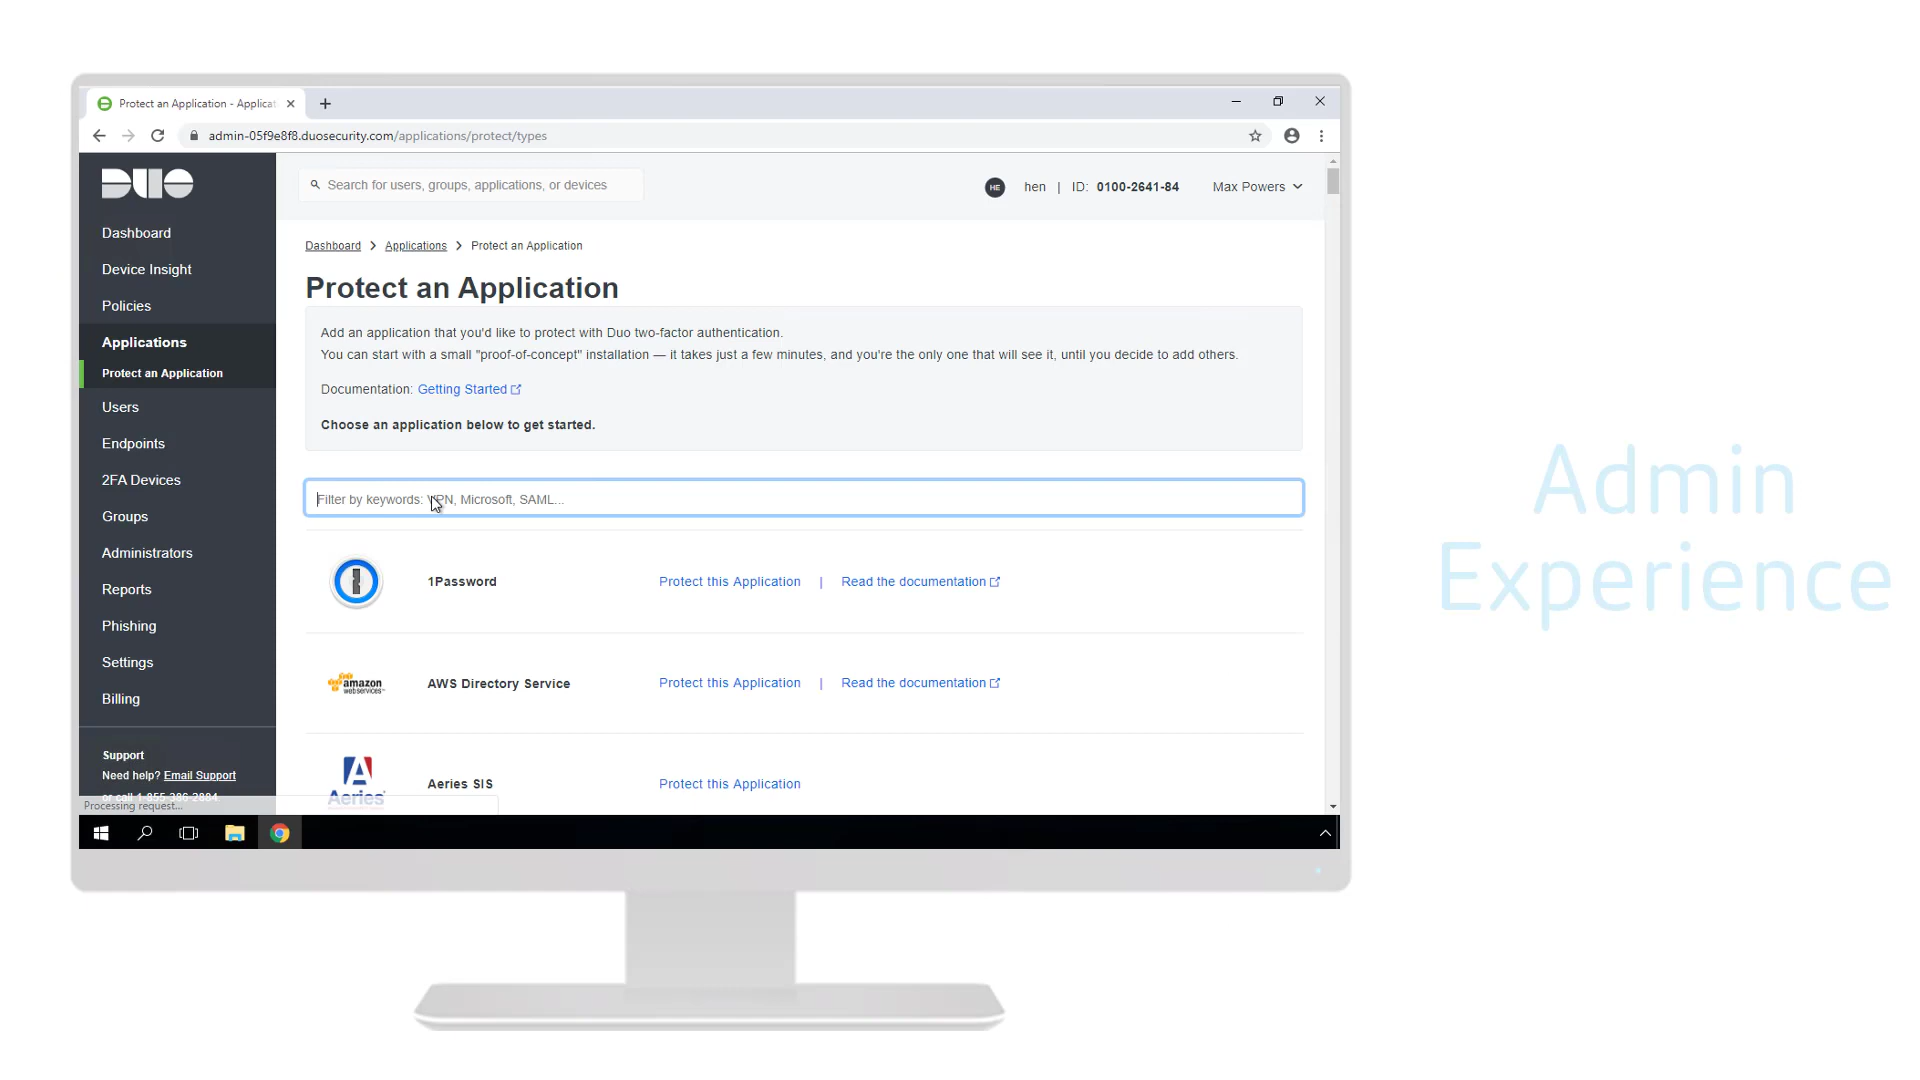 Protect an Application - Applicat
admin-05f9e8f8.duosecurity.com/applications/protect/types
DUO
Search for users, groups, applications, or devices
HE
hen | ID: 0100-2641-84
Max Powers
Dashboard
Device Insight
Policies
Applications
Protect an Application
Users
Endpoints
2FA Devices
Groups
Administrators
Reports
Phishing
Settings
Billing
Support
Need help? Email Support
or call 1-855-386-2884.
Processing request...
Dashboard > Applications > Protect an Application
Protect an Application
Add an application that you'd like to protect with Duo two-factor authentication.
You can start with a small "proof-of-concept" installation — it takes just a few minutes, and you're the only one that will see it, until you decide to add others.
Documentation: Getting Started
Choose an application below to get started.
Filter by keywords: VPN, Microsoft, SAML...
1Password
Protect this Application | Read the documentation
amazon
webservices™
AWS Directory Service
Protect this Application | Read the documentation
Aeries
Aeries SIS
Protect this Application
Admin
Experience